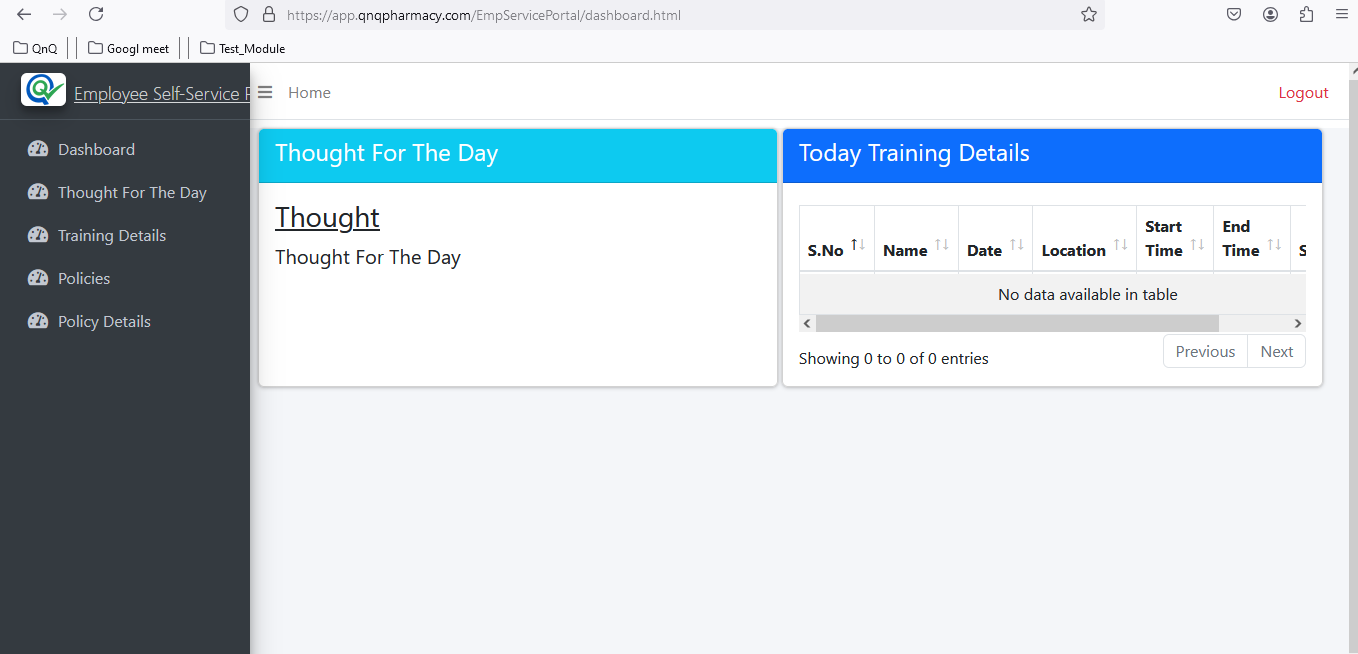 https://app.qnqpharmacy.com/EmpServicePortal/dashboard.html
QnQ
Googl meet
Test_Module
Employee Self-Service P
Home
Logout
Dashboard
Thought For The Day
Training Details
Policies
Policy Details
Thought For The Day
Thought
Thought For The Day
Today Training Details
S.No Name Date Location Start Time End Time S
No data available in table
Showing 0 to 0 of 0 entries
Previous Next